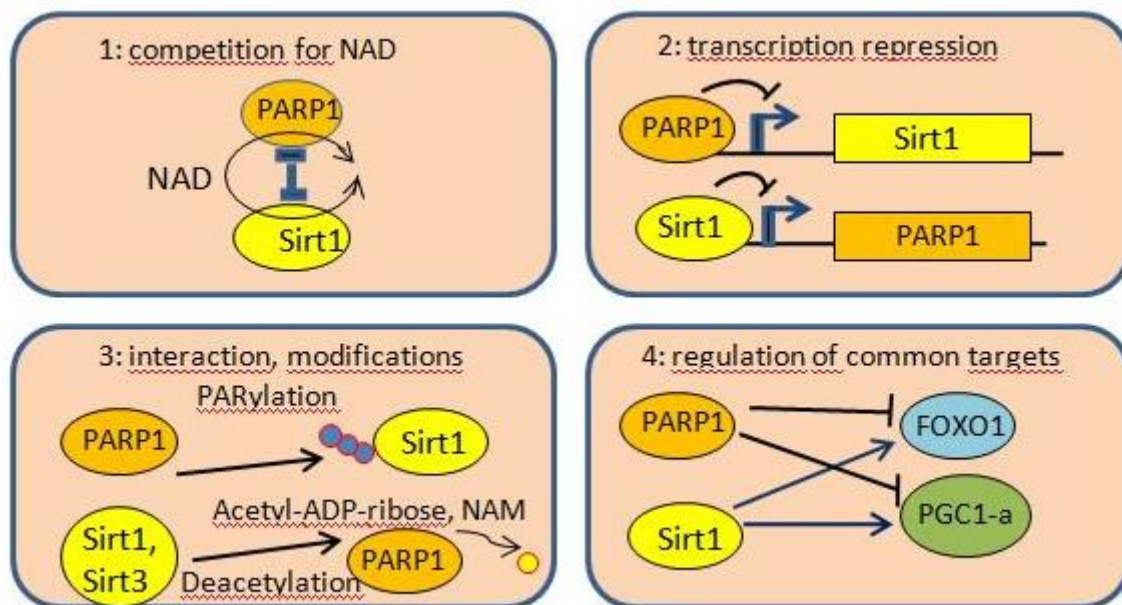 1: competition for NAD
PARP1
NAD
Sirt1
2: transcription repression
PARP1
Sirt1
Sirt1
PARP1
3: interaction, modifications
PARylation
PARP1
Sirt1
Acetyl-ADP-ribose, NAM
Sirt1,
Sirt3
PARP1
Deacetylation
4: regulation of common targets
PARP1
FOXO1
Sirt1
PGC1-a